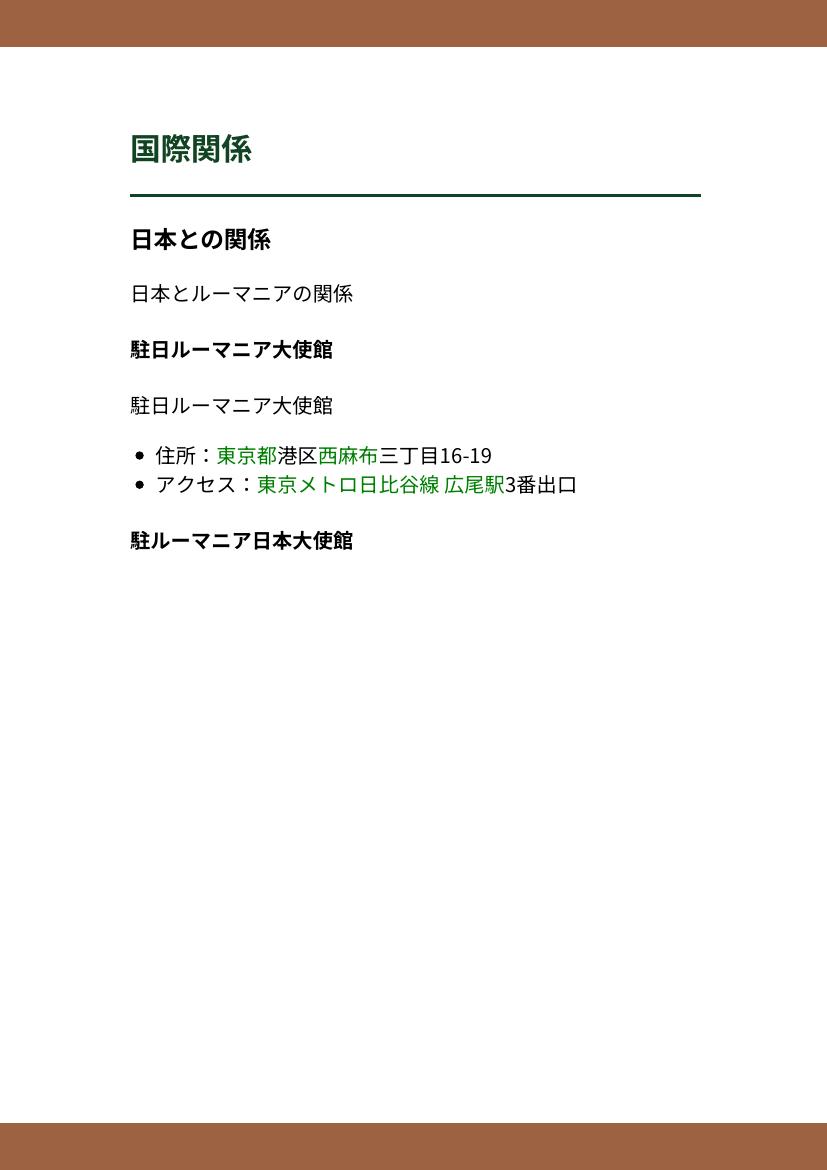 国際関係
日本との関係
日本とルーマニアの関係
駐日ルーマニア大使館
駐日ルーマニア大使館
住所：東京都港区西麻布三丁目16-19
アクセス：東京メトロ日比谷線 広尾駅3番出口
駐ルーマニア日本大使館